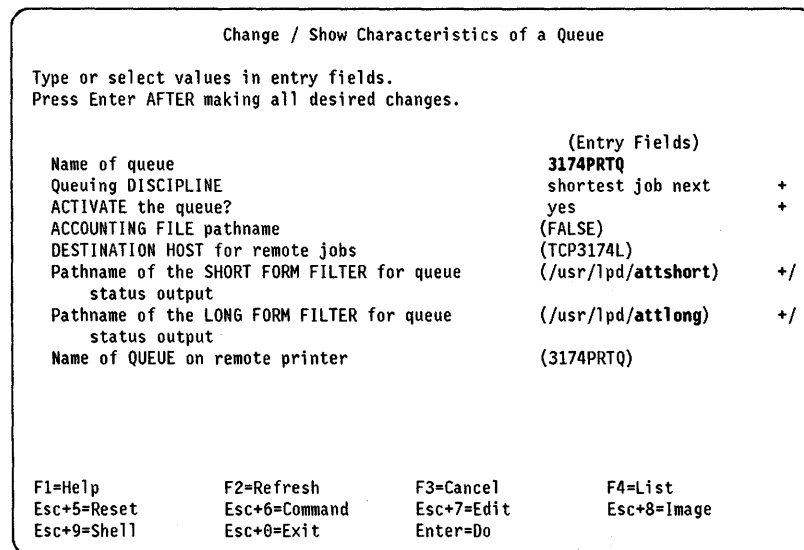 Change / Show Characteristics of a Queue
Type or select values in entry fields.
Press Enter AFTER making all desired changes.
(Entry Fields)
Name of queue 3174PRTQ
Queuing DISCIPLINE shortest job next +
ACTIVATE the queue? yes +
ACCOUNTING FILE pathname (FALSE)
DESTINATION HOST for remote jobs (TCP3174L)
Pathname of the SHORT FORM FILTER for queue (/usr/lpd/attshort) +/
status output
Pathname of the LONG FORM FILTER for queue (/usr/lpd/attlong) +/
status output
Name of QUEUE on remote printer (3174PRTQ)
F1=Help F2=Refresh F3=Cancel F4=List
Esc+5=Reset Esc+6=Command Esc+7=Edit Esc+8=Image
Esc+9=Shell Esc+0=Exit Enter=Do